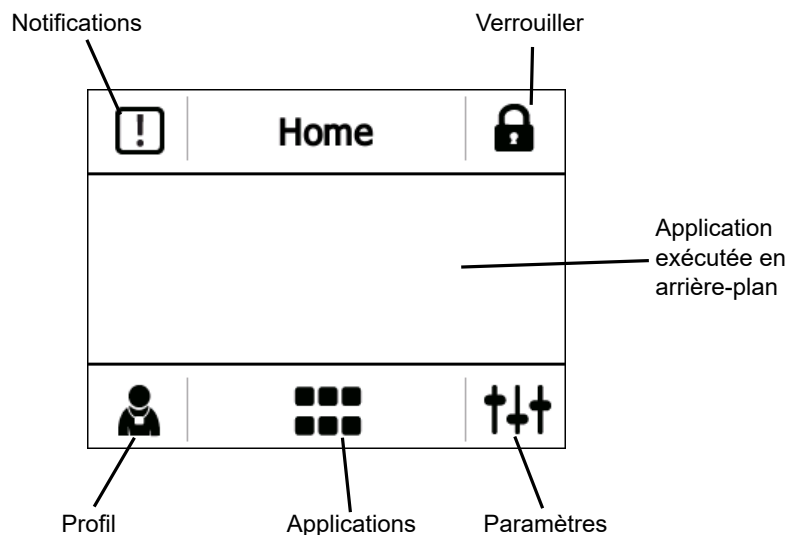 Notifications
Verrouiller
Home
Application
exécutée en
arrière-plan
Profil
Applications
Paramètres